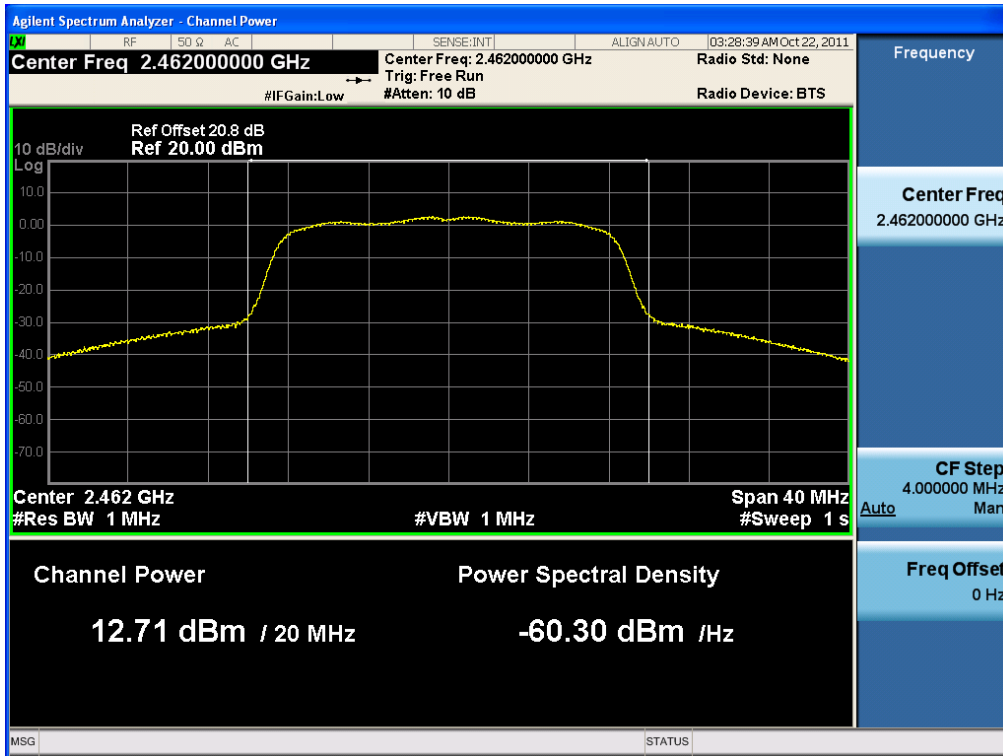 Agilent Spectrum Analyzer - Channel Power
LXI RF 50 Ω AC SENSE:INT ALIGN AUTO 03:28:39 AM Oct 22, 2011
Center Freq 2.462000000 GHz
Center Freq: 2.462000000 GHz
Radio Std: None
Trig: Free Run
#IFGain:Low
#Atten: 10 dB
Radio Device: BTS
Ref Offset 20.8 dB
10 dB/div Ref 20.00 dBm
Log
10.0
0.00
-10.0
-20.0
-30.0
-40.0
-50.0
-60.0
-70.0
Center 2.462 GHz Span 40 MHz
#Res BW 1 MHz #VBW 1 MHz #Sweep 1 s
Channel Power
12.71 dBm / 20 MHz
Power Spectral Density
-60.30 dBm /Hz
MSG STATUS
Frequency
Center Freq
2.462000000 GHz
CF Step
4.000000 MHz
Auto Man
Freq Offset
0 Hz